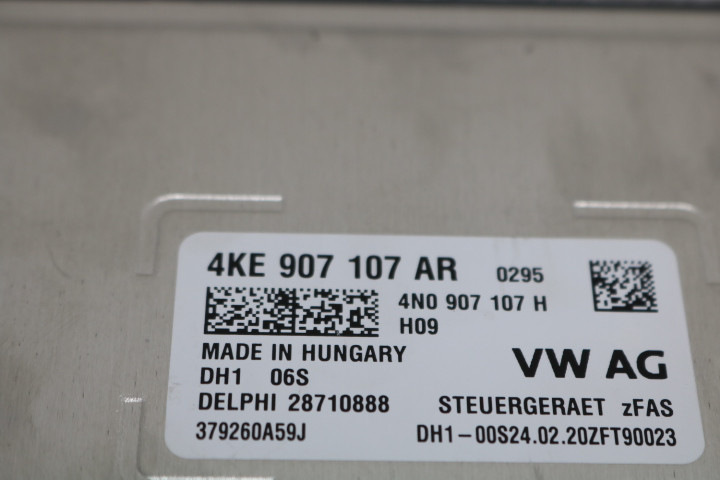 4KE 907 107 AR 0295
4N0 907 107 H
H09
MADE IN HUNGARY
VW AG
DH1 06S
DELPHI 28710888
STEUERGERAET zFAS
379260A59J
DH1-00S24.02.20ZFT90023